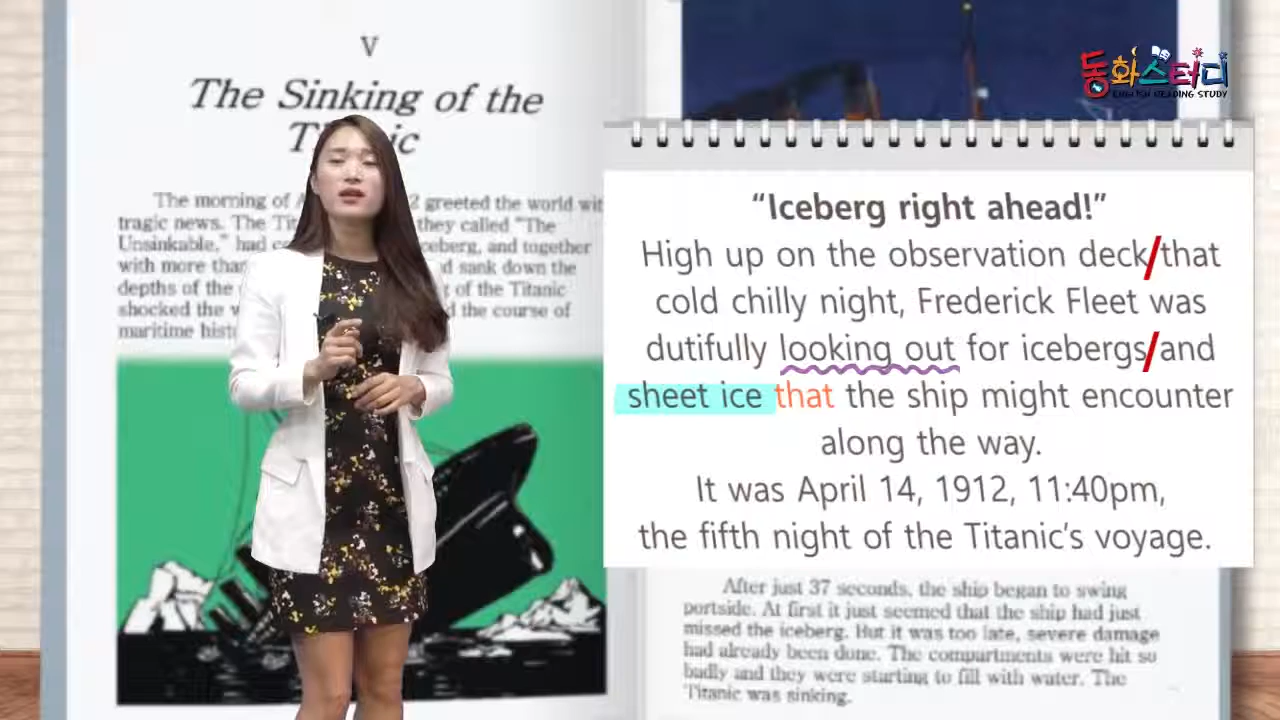 V
The Sinking of the
The morning of 2 greeted the world
tragic news. The they called "The
Unsinkable," had and together
with more sank down the
depths of the of the Titanic
shocked the the course of
maritime
동화스터디
ENGLISH READING STUDY
“Iceberg right ahead!”
High up on the observation deck/that
cold chilly night, Frederick Fleet was
dutifully looking out for icebergs/and
sheet ice that the ship might encounter
along the way.
It was April 14, 1912, 11:40pm,
the fifth night of the Titanic’s voyage.
After just 37 seconds, the ship began to swing
portside. At first it just seemed that the ship had just
missed the iceberg. But it was too late, severe damage
had already been done. The compartments were hit so
badly and they were starting to fill with water. The
Titanic was sinking.